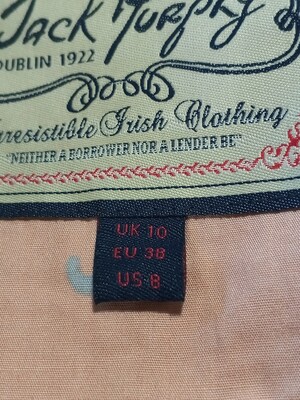 Jack Murphy
DUBLIN 1922
Irresistible Irish Clothing
"NEITHER A BORROWER NOR A LENDER BE"
UK 10
EU 38
US 8